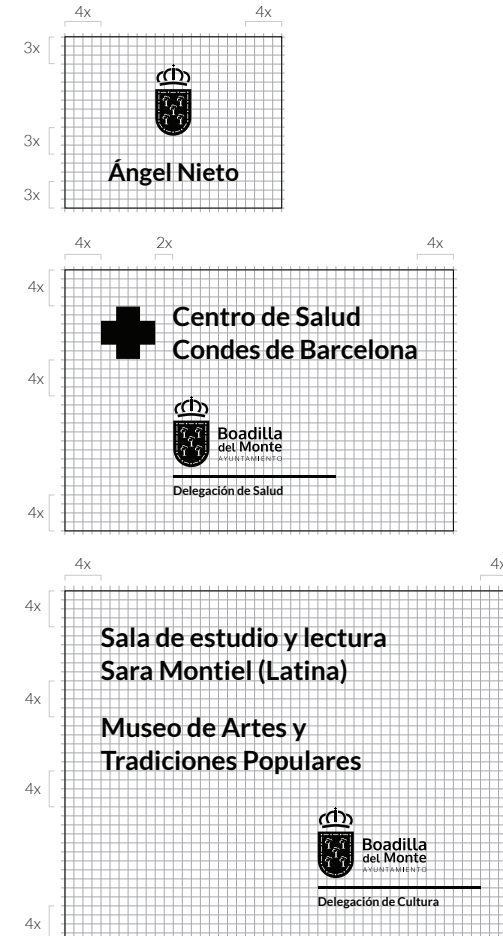 4x
4x
3x
3x
Ángel Nieto
3x
4x
2x
4x
4x
Centro de Salud
Condes de Barcelona
4x
Boadilla
del Monte
AYUNTAMIENTO
Delegación de Salud
4x
4x
4x
4x
Sala de estudio y lectura
Sara Montiel (Latina)
4x
Museo de Artes y
Tradiciones Populares
4x
Boadilla
del Monte
AYUNTAMIENTO
Delegación de Cultura
4x